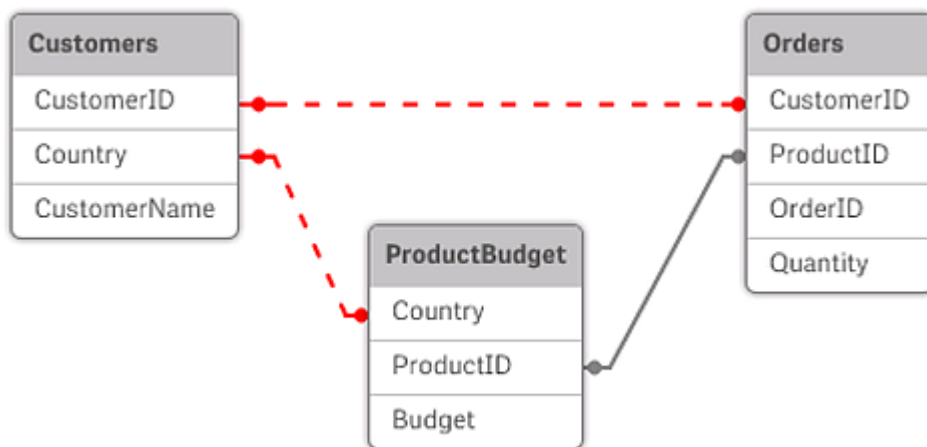 Customers
CustomerID
Country
CustomerName
ProductBudget
Country
ProductID
Budget
Orders
CustomerID
ProductID
OrderID
Quantity